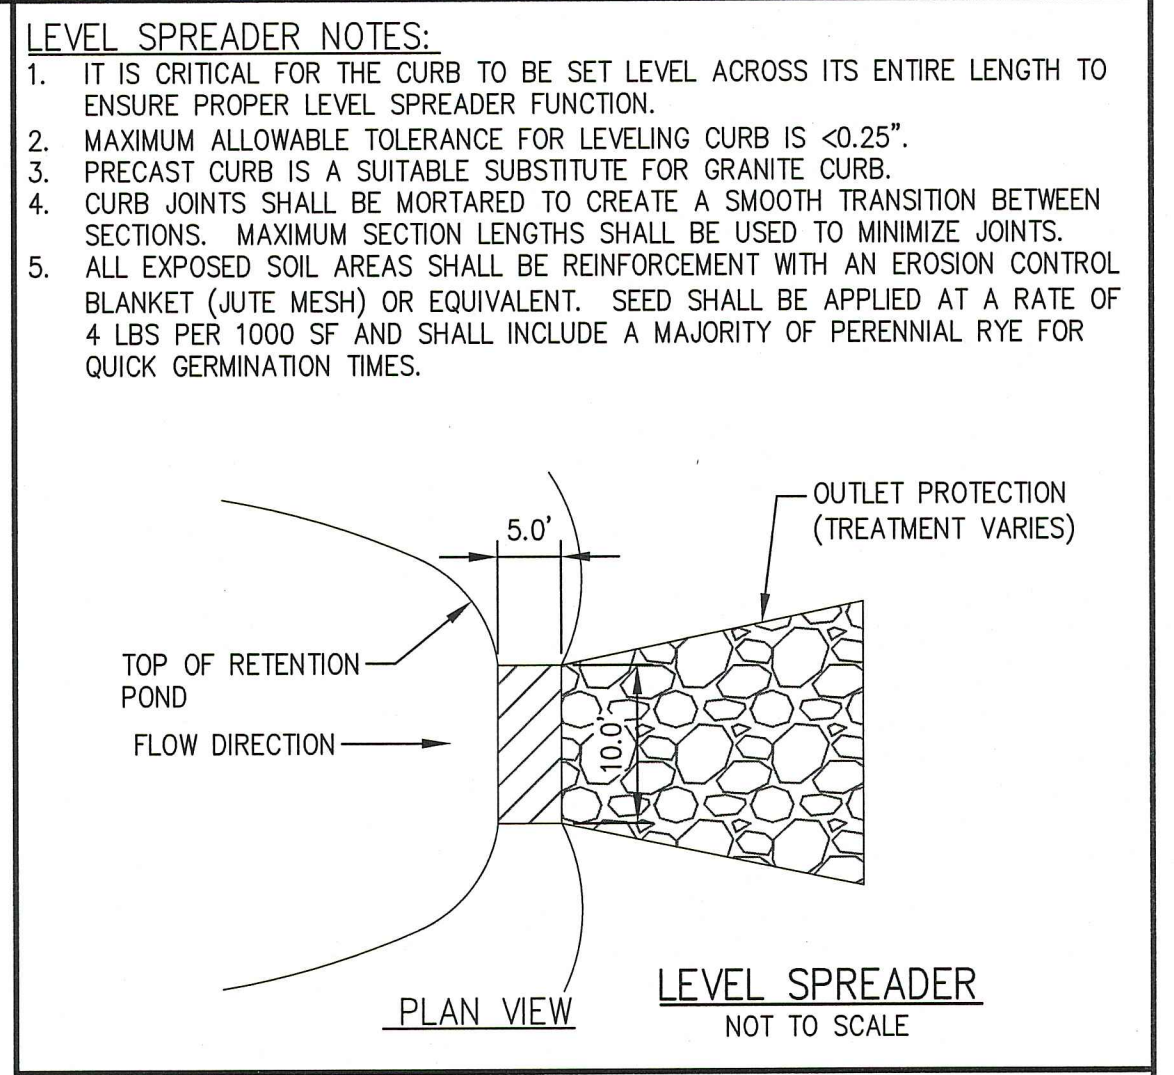 LEVEL SPREADER NOTES:
1. IT IS CRITICAL FOR THE CURB TO BE SET LEVEL ACROSS ITS ENTIRE LENGTH TO
ENSURE PROPER LEVEL SPREADER FUNCTION.
2. MAXIMUM ALLOWABLE TOLERANCE FOR LEVELING CURB IS <0.25".
3. PRECAST CURB IS A SUITABLE SUBSTITUTE FOR GRANITE CURB.
4. CURB JOINTS SHALL BE MORTARED TO CREATE A SMOOTH TRANSITION BETWEEN
SECTIONS. MAXIMUM SECTION LENGTHS SHALL BE USED TO MINIMIZE JOINTS.
5. ALL EXPOSED SOIL AREAS SHALL BE REINFORCEMENT WITH AN EROSION CONTROL
BLANKET (JUTE MESH) OR EQUIVALENT. SEED SHALL BE APPLIED AT A RATE OF
4 LBS PER 1000 SF AND SHALL INCLUDE A MAJORITY OF PERENNIAL RYE FOR
QUICK GERMINATION TIMES.
OUTLET PROTECTION
(TREATMENT VARIES)
5.0'
TOP OF RETENTION
POND
FLOW DIRECTION
10.0'
PLAN VIEW
LEVEL SPREADER
NOT TO SCALE